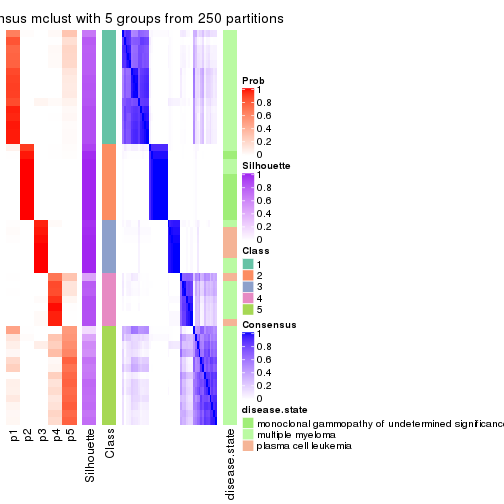 nsus mclust with 5 groups from 250 partitions
Prob
1
0.8
0.6
0.4
0.2
0
Silhouette
1
0.8
0.6
0.4
0.2
0
Class
1
2
3
4
5
Consensus
1
0.8
0.6
0.4
0.2
0
disease.state
monoclonal gammopathy of undetermined significance
multiple myeloma
plasma cell leukemia
p1
p2
p3
p4
p5
Silhouette
Class
disease.state